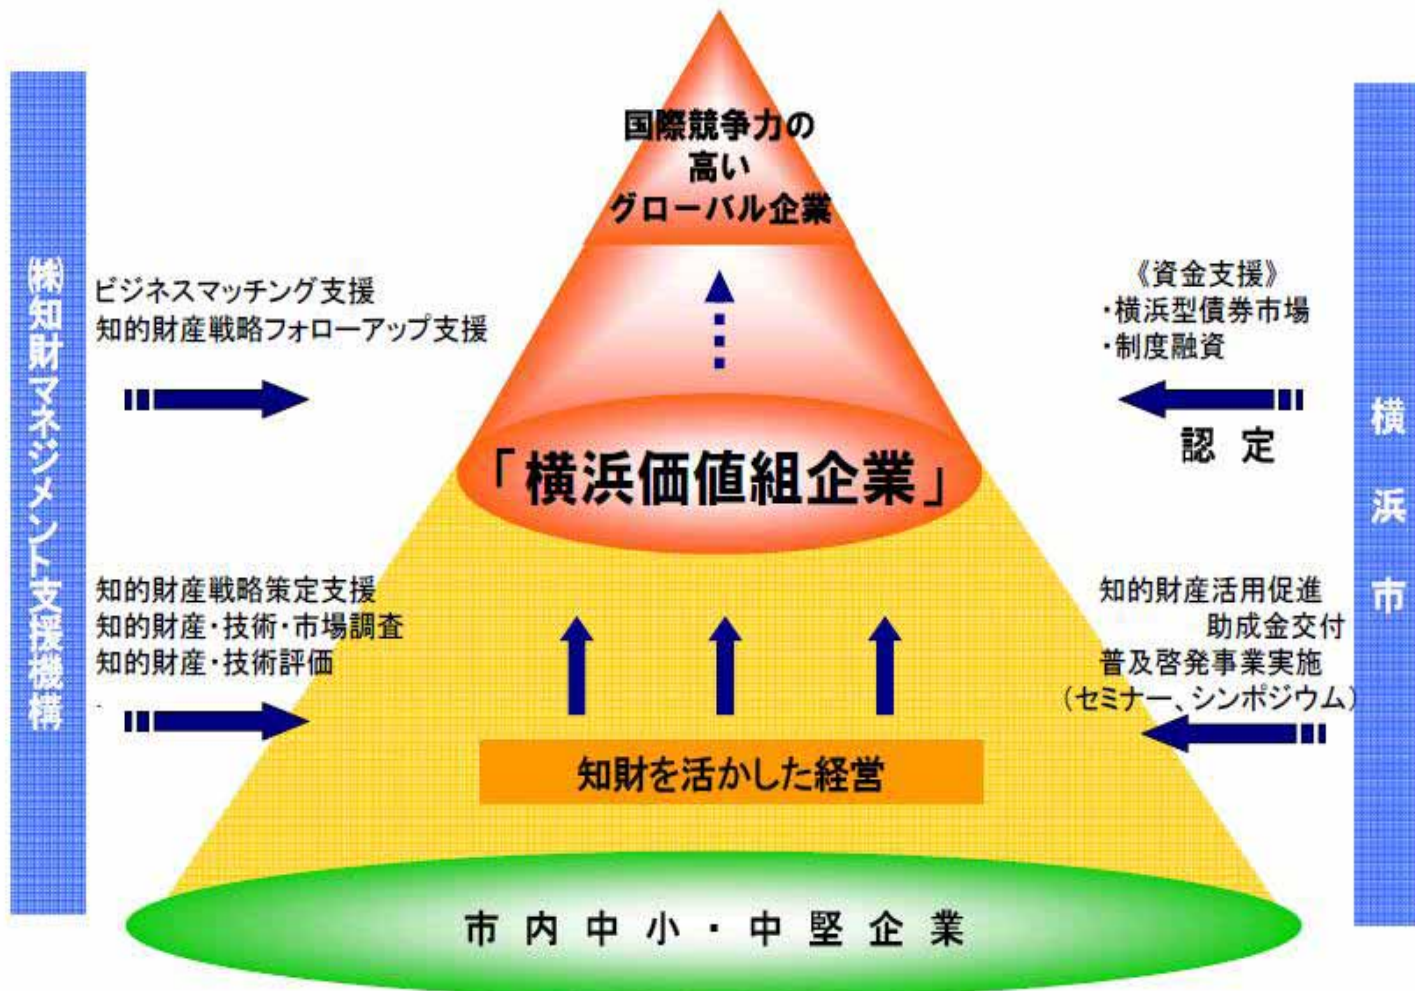 国際競争力の
高い
グローバル企業
㈱知財マネジメント支援機構
ビジネスマッチング支援
知的財産戦略フォローアップ支援
《資金支援》
・横浜型債券市場
・制度融資
認定
横浜市
「横浜価値組企業」
知的財産戦略策定支援
知的財産・技術・市場調査
知的財産・技術評価
知的財産活用促進
助成金交付
普及啓発事業実施
（セミナー、シンポジウム）
知財を活かした経営
市内中小・中堅企業